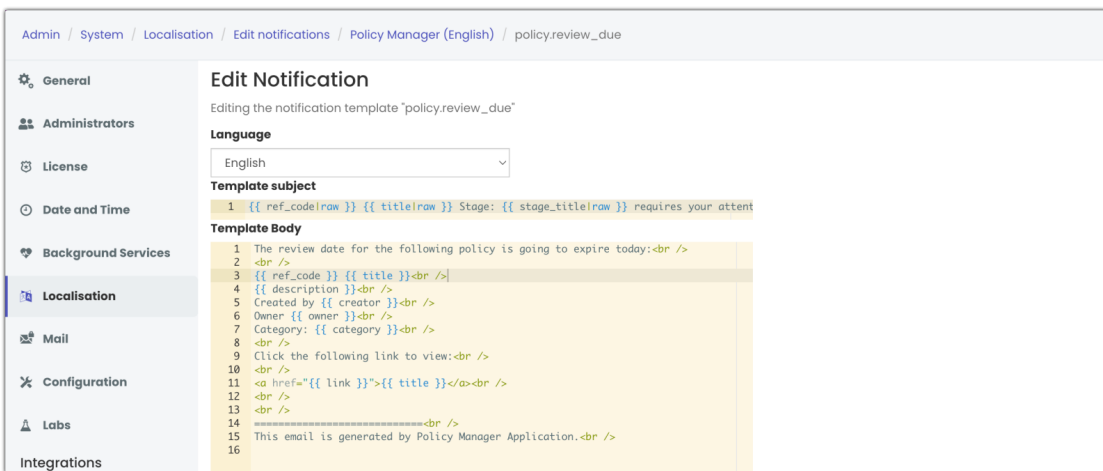 Admin / System / Localisation / Edit notifications / Policy Manager (English) / policy.review_due
General
Administrators
License
Date and Time
Background Services
Localisation
Mail
Configuration
Labs
Integrations
Edit Notification
Editing the notification template "policy.review_due"
Language
English
Template subject
1 {{ ref_code|raw }} {{ title|raw }} Stage: {{ stage_title|raw }} requires your attent
Template Body
1 The review date for the following policy is going to expire today:<br />
2 <br />
3 {{ ref_code }} {{ title }}<br />
4 {{ description }}<br />
5 Created by {{ creator }}<br />
6 Owner {{ owner }}<br />
7 Category: {{ category }}<br />
8 <br />
9 Click the following link to view:<br />
10 <br />
11 <a href="{{ link }}">{{ title }}</a><br />
12 <br />
13 <br />
14 ===========================<br />
15 This email is generated by Policy Manager Application.<br />
16